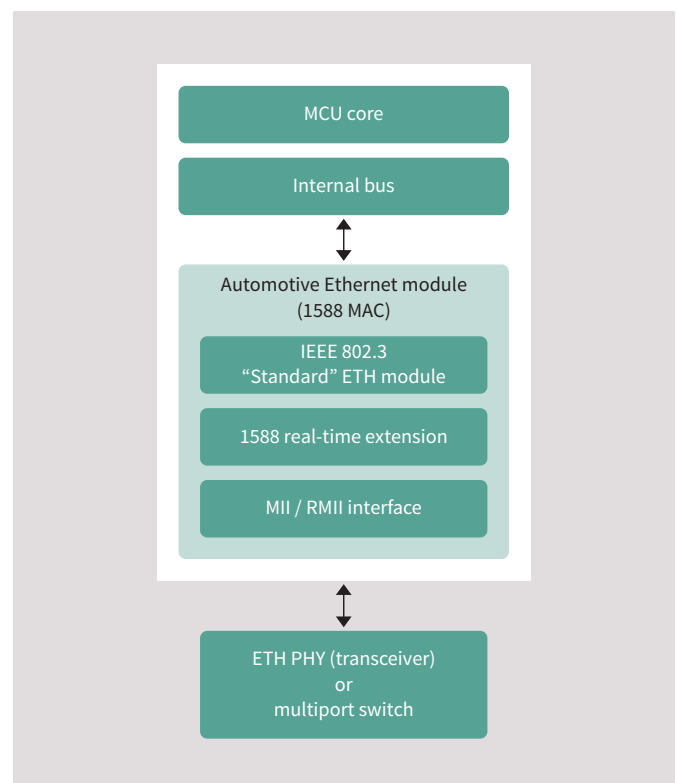 MCU core
Internal bus
Automotive Ethernet module
(1588 MAC)
IEEE 802.3
“Standard” ETH module
1588 real-time extension
MII / RMII interface
ETH PHY (transceiver)
or
multiport switch